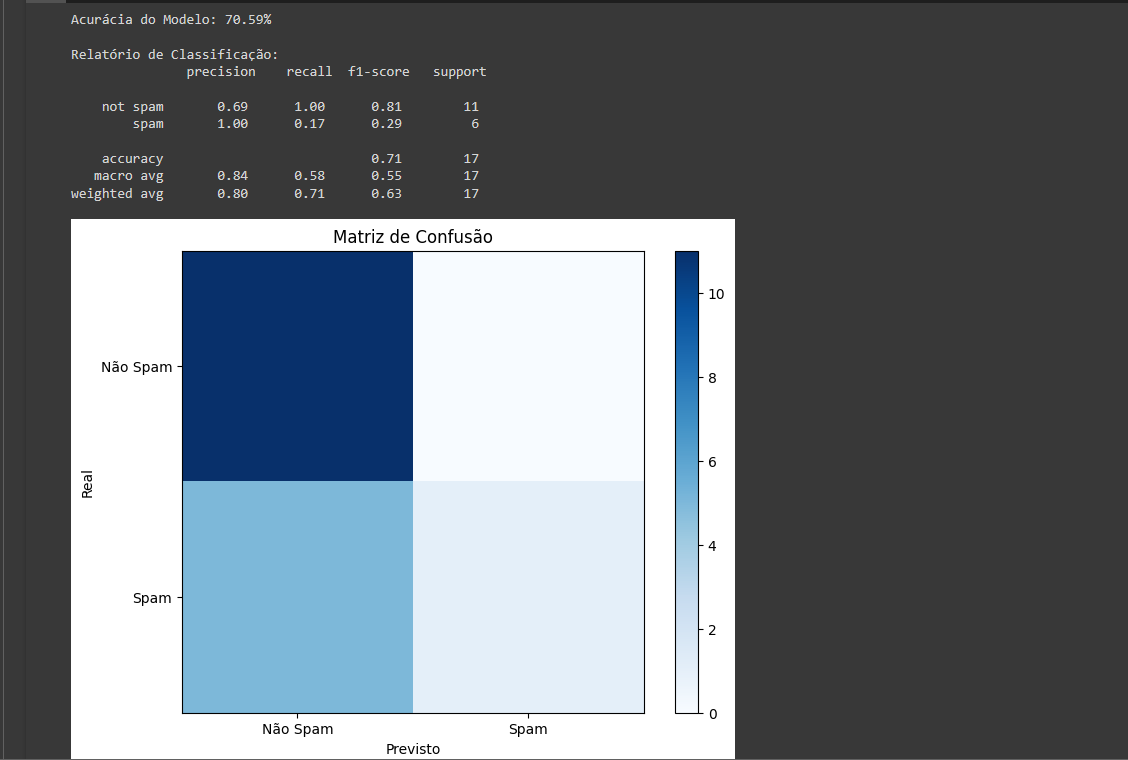 Acurácia do Modelo: 70.59%
Relatório de Classificação:
precision recall f1-score support
not spam 0.69 1.00 0.81 11
spam 1.00 0.17 0.29 6
accuracy 0.71 17
macro avg 0.84 0.58 0.55 17
weighted avg 0.80 0.71 0.63 17
Matriz de Confusão
Não Spam
Spam
Real
Não Spam Spam
Previsto
10
8
6
4
2
0